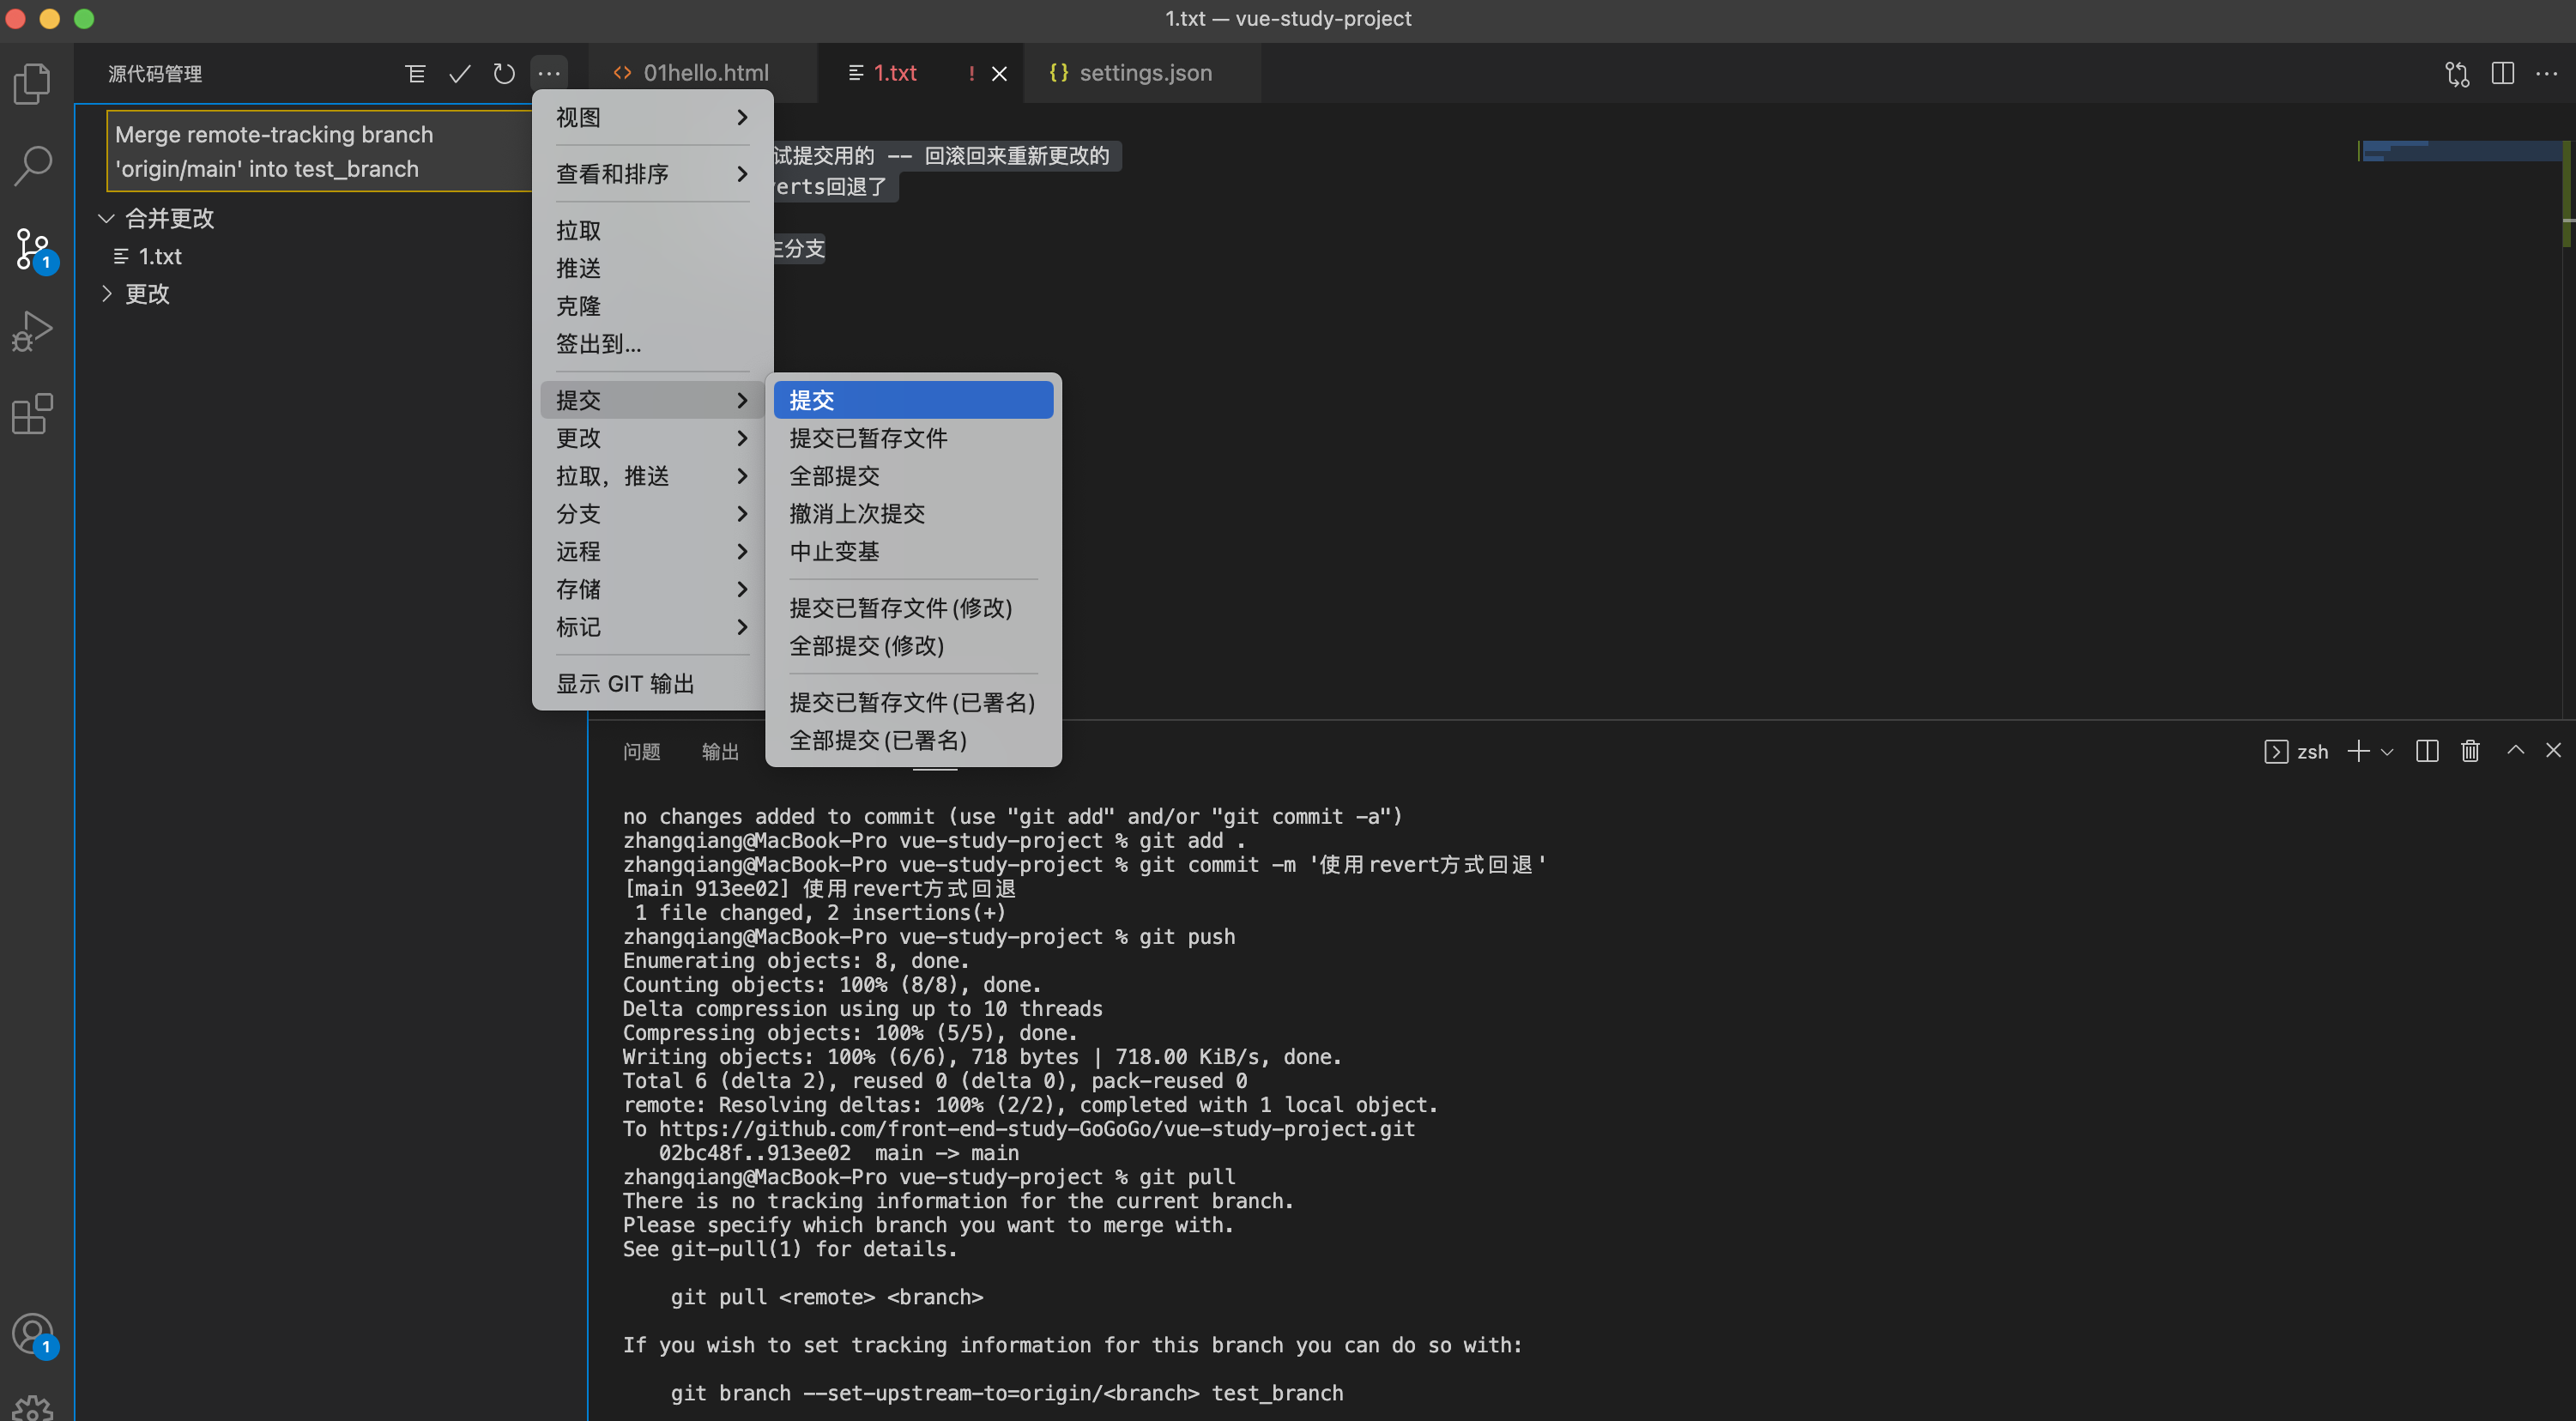 1.txt — vue-study-project
源代码管理
01hello.html
1.txt
!
settings.json
Merge remote-tracking branch
'origin/main' into test_branch
合并更改
1.txt
更改
1
视图
查看和排序
拉取
推送
克隆
签出到...
提交
更改
拉取，推送
分支
远程
存储
标记
显示 GIT 输出
提交
提交已暂存文件
全部提交
撤消上次提交
中止变基
提交已暂存文件(修改)
全部提交(修改)
提交已暂存文件(已署名)
全部提交(已署名)
试提交用的 -- 回滚回来重新更改的
erts回退了
分支
问题
输出
zsh
no changes added to commit (use "git add" and/or "git commit -a")
zhangqiang@MacBook-Pro vue-study-project % git add .
zhangqiang@MacBook-Pro vue-study-project % git commit -m '使用revert方式回退'
[main 913ee02] 使用revert方式回退
1 file changed, 2 insertions(+)
zhangqiang@MacBook-Pro vue-study-project % git push
Enumerating objects: 8, done.
Counting objects: 100% (8/8), done.
Delta compression using up to 10 threads
Compressing objects: 100% (5/5), done.
Writing objects: 100% (6/6), 718 bytes | 718.00 KiB/s, done.
Total 6 (delta 2), reused 0 (delta 0), pack-reused 0
remote: Resolving deltas: 100% (2/2), completed with 1 local object.
To https://github.com/front-end-study-GoGoGo/vue-study-project.git
02bc48f..913ee02 main -> main
zhangqiang@MacBook-Pro vue-study-project % git pull
There is no tracking information for the current branch.
Please specify which branch you want to merge with.
See git-pull(1) for details.
git pull <remote> <branch>
If you wish to set tracking information for this branch you can do so with:
git branch --set-upstream-to=origin/<branch> test_branch
1